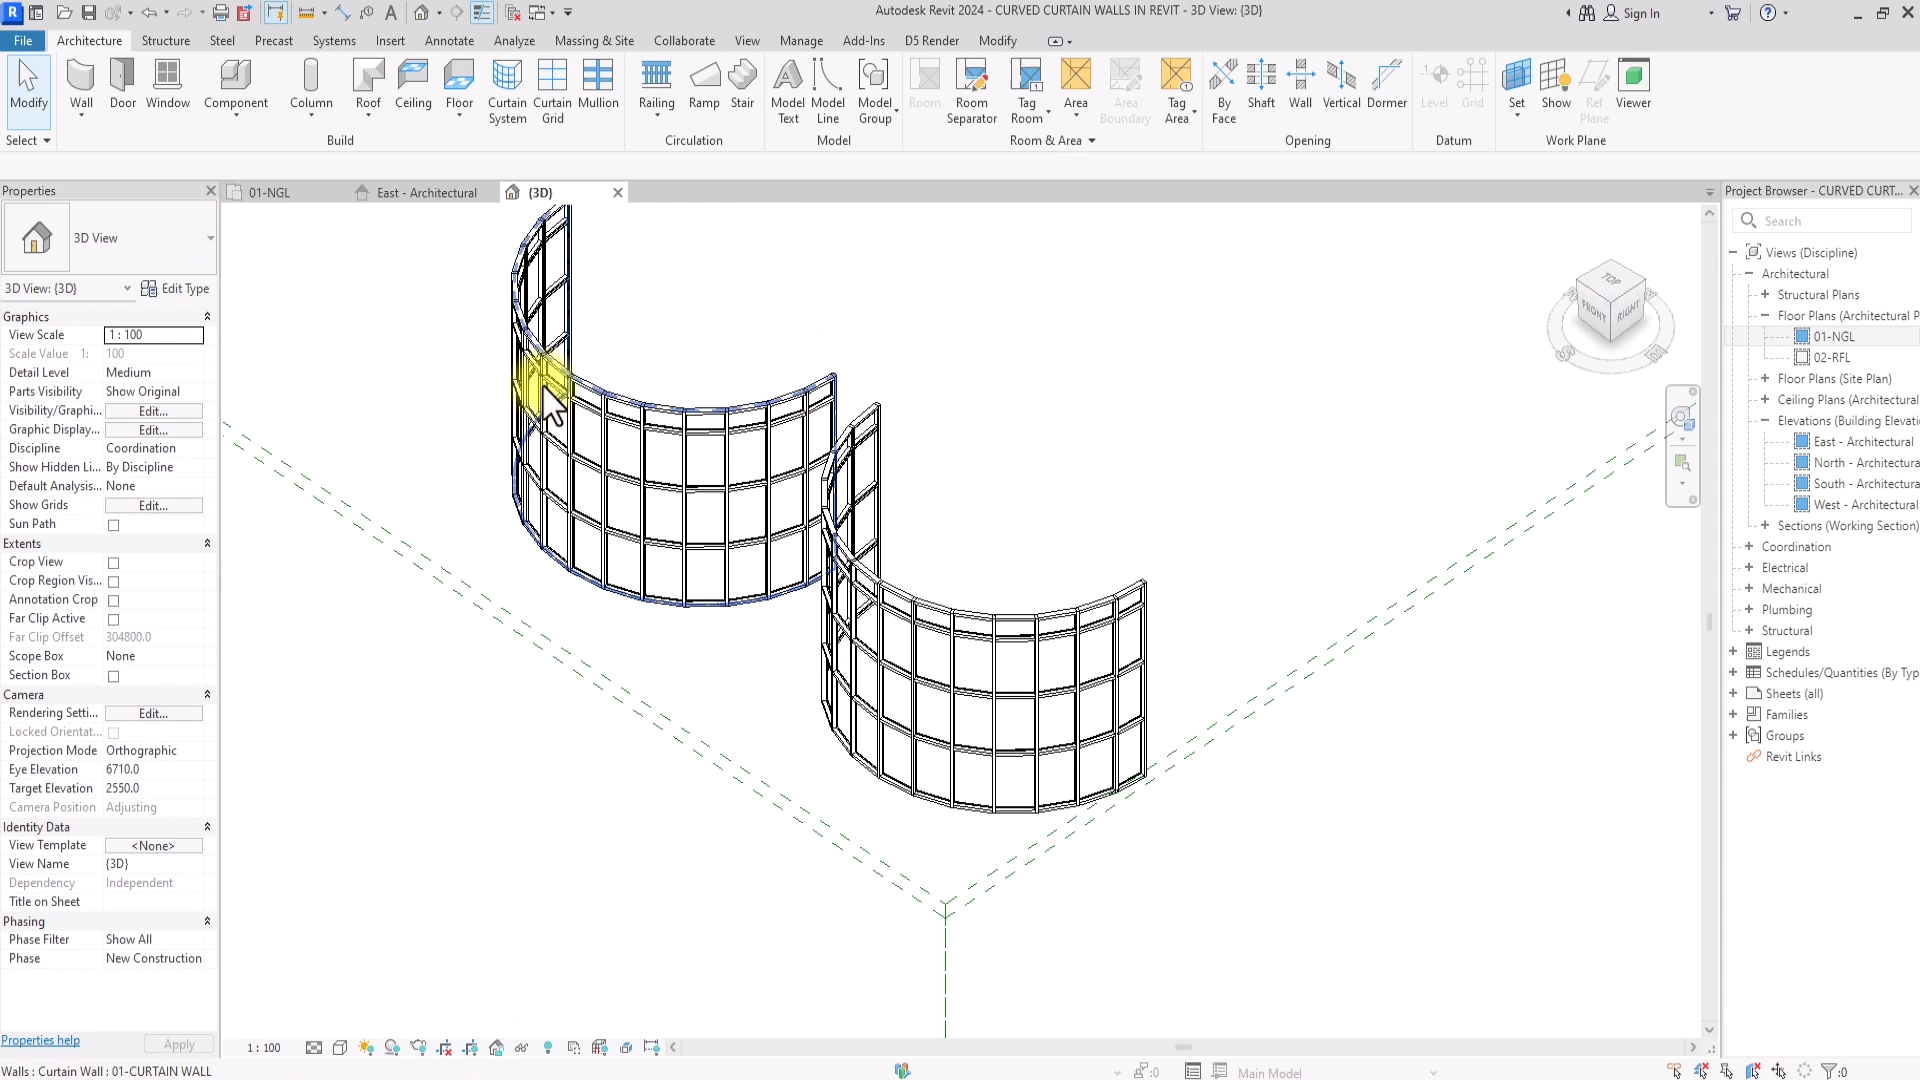 Autodesk Revit 2024 - CURVED CURTAIN WALLS IN REVIT - 3D View: {3D}
Sign In
File Architecture Structure Steel Precast Systems Insert Annotate Analyze Massing & Site Collaborate View Manage Add-Ins D5 Render Modify
Modify Wall Door Window Component Column Roof Ceiling Floor Curtain System Curtain Grid Mullion Railing Ramp Stair Model Text Model Line Model Group Room Room Separator Tag Room Area Area Boundary Tag Area By Face Shaft Wall Vertical Dormer Level Grid Set Show Ref Plane Viewer
Select Build Circulation Model Room & Area Opening Datum Work Plane
Properties
01-NGL East - Architectural {3D}
Project Browser - CURVED CURT...
3D View
3D View: {3D} Edit Type
Graphics
View Scale 1 : 100
Scale Value 1: 100
Detail Level Medium
Parts Visibility Show Original
Visibility/Graphi... Edit...
Graphic Display... Edit...
Discipline Coordination
Show Hidden Li... By Discipline
Default Analysis... None
Show Grids Edit...
Sun Path
Extents
Crop View
Crop Region Vis...
Annotation Crop
Far Clip Active
Far Clip Offset 304800.0
Scope Box None
Section Box
Camera
Rendering Setti... Edit...
Locked Orientat...
Projection Mode Orthographic
Eye Elevation 6710.0
Target Elevation 2550.0
Camera Position Adjusting
Identity Data
View Template <None>
View Name {3D}
Dependency Independent
Title on Sheet
Phasing
Phase Filter Show All
Phase New Construction
Properties help Apply
TOP
FRONT RIGHT
Search
Views (Discipline)
Architectural
Structural Plans
Floor Plans (Architectural P
01-NGL
02-RFL
Floor Plans (Site Plan)
Ceiling Plans (Architectural
Elevations (Building Elevati
East - Architectural
North - Architectura
South - Architectura
West - Architectural
Sections (Working Section)
Coordination
Electrical
Mechanical
Plumbing
Structural
Legends
Schedules/Quantities (By Typ
Sheets (all)
Families
Groups
Revit Links
1 : 100
Walls : Curtain Wall : 01-CURTAIN WALL
:0
Main Model
:0